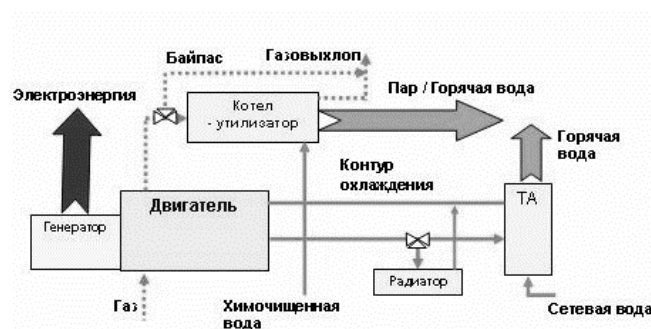 Байпас
Газовыхлоп
Электроэнергия
Котел
- утилизатор
Пар / Горячая вода
Горячая
вода
Контур
охлаждения
Двигатель
ТА
Генератор
Радиатор
Газ
Химочищенная
вода
Сетевая вода